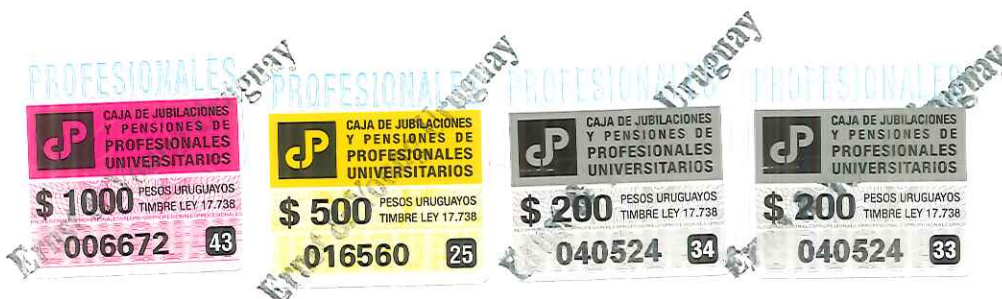 PROFESIONALES
CAJA DE JUBILACIONES
Y PENSIONES DE
PROFESIONALES
UNIVERSITARIOS
$ 1000 PESOS URUGUAYOS
TIMBRE LEY 17.738
006672 43
PROFESIONALES
CAJA DE JUBILACIONES
Y PENSIONES DE
PROFESIONALES
UNIVERSITARIOS
$ 500 PESOS URUGUAYOS
TIMBRE LEY 17.738
016560 25
PROFESIONALES
CAJA DE JUBILACIONES
Y PENSIONES DE
PROFESIONALES
UNIVERSITARIOS
$ 200 PESOS URUGUAYOS
TIMBRE LEY 17.738
040524 34
Uruguay
PROFESIONALES
CAJA DE JUBILACIONES
Y PENSIONES DE
PROFESIONALES
UNIVERSITARIOS
$ 200 PESOS URUGUAYOS
TIMBRE LEY 17.738
040524 33